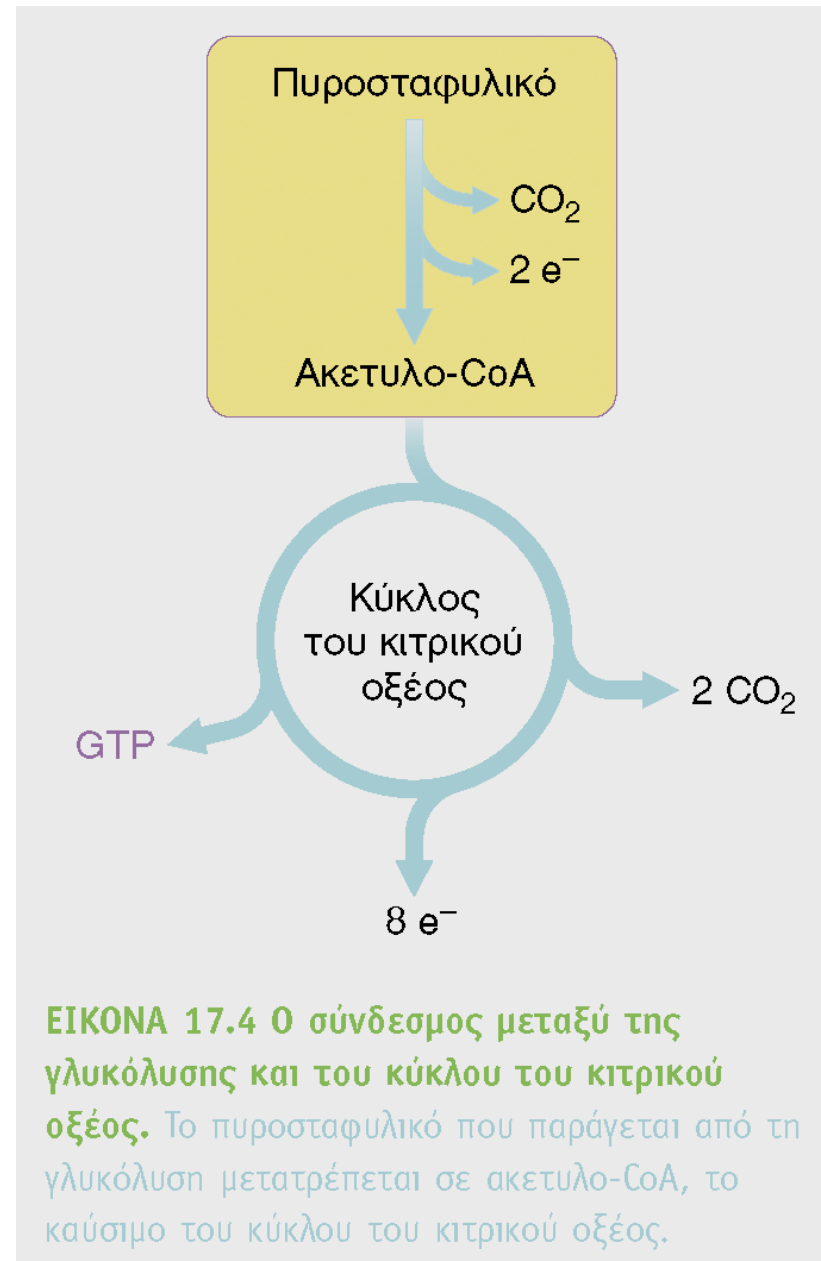 Πυροσταφυλικό
CO₂
2 e⁻
Ακετυλο-CoA
Κύκλος
του κιτρικού
οξέος
2 CO₂
GTP
8 e⁻
ΕΙΚΟΝΑ 17.4 Ο σύνδεσμος μεταξύ της
γλυκόλυσης και του κύκλου του κιτρικού
οξέος. Το πυροσταφυλικό που παράγεται από τη
γλυκόλυση μετατρέπεται σε ακετυλο-CoA, το
καύσιμο του κύκλου του κιτρικού οξέος.